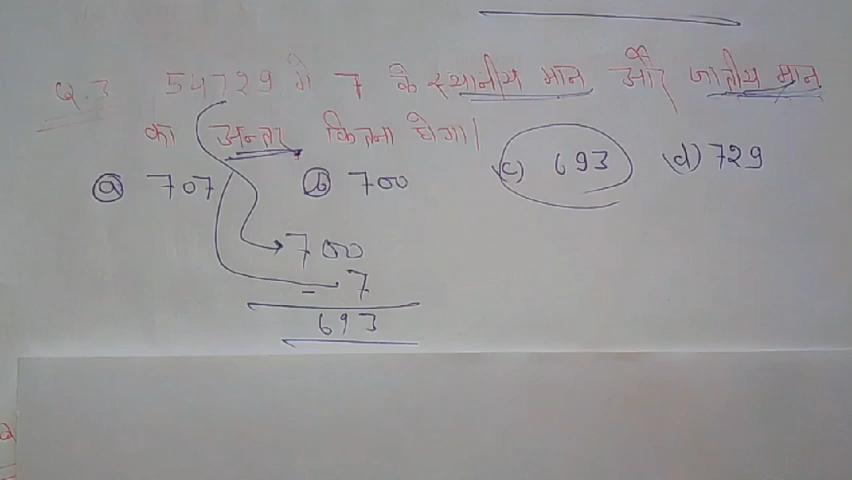 Q.3 54729 मे 7 के स्थानीय मान और जातीय मान
का अन्तर कितना होगा।
(a) 707 (b) 700 (c) 693 (d) 729
700
- 7
693